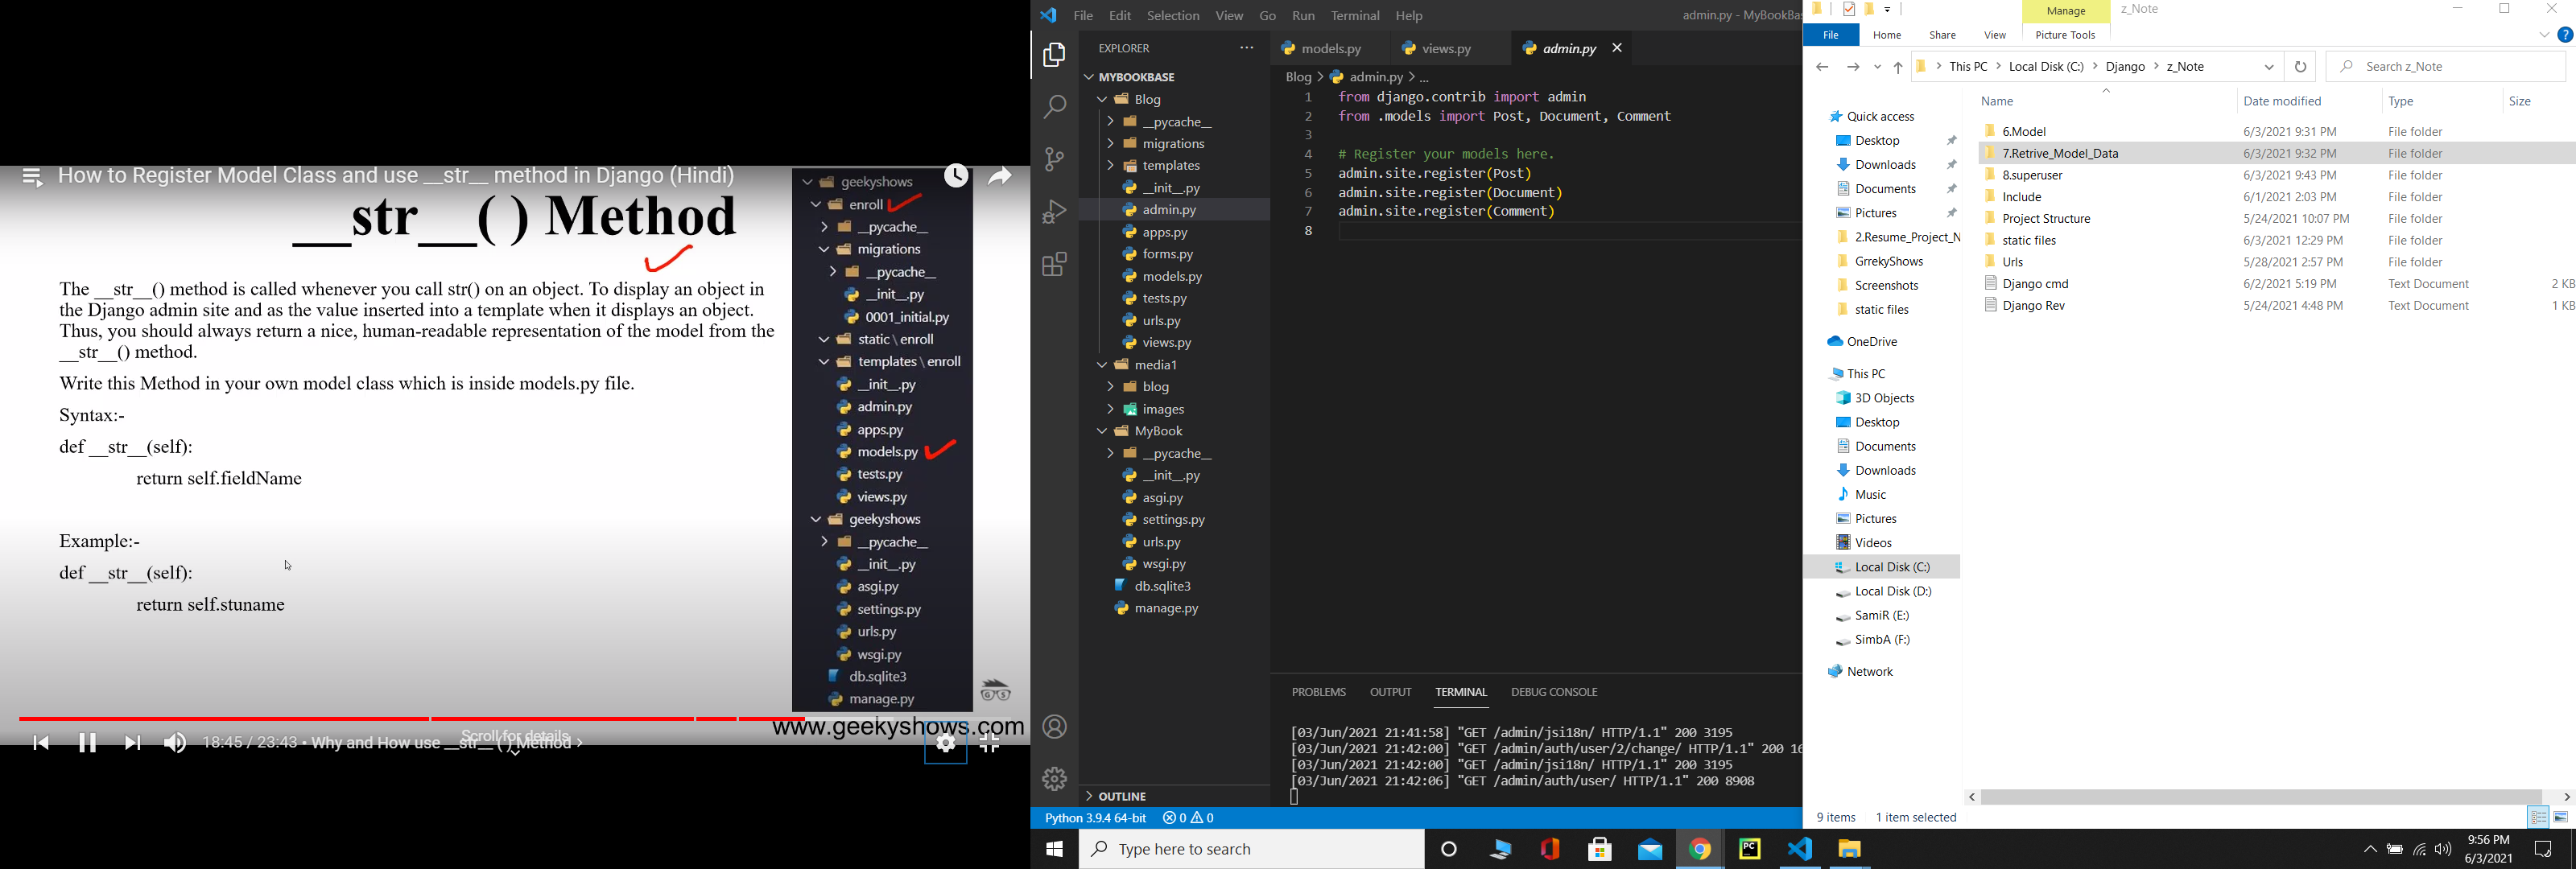 How to Register Model Class and use __str__ method in Django (Hindi)
__str__( ) Method
The __str__() method is called whenever you call str() on an object. To display an object in
the Django admin site and as the value inserted into a template when it displays an object.
Thus, you should always return a nice, human-readable representation of the model from the
__str__() method.
Write this Method in your own model class which is inside models.py file.
Syntax:-
def __str__(self):
return self.fieldName
Example:-
def __str__(self):
return self.stuname
geekyshows
enroll
__pycache__
migrations
__pycache__
__init__.py
0001_initial.py
static \ enroll
templates \ enroll
__init__.py
admin.py
apps.py
models.py
tests.py
views.py
geekyshows
__pycache__
__init__.py
asgi.py
settings.py
urls.py
wsgi.py
db.sqlite3
manage.py
G S
www.geekyshows.com
Scroll for details
18:45 / 23:43 • Why and How use __str__ ( ) Method >
File Edit Selection View Go Run Terminal Help
admin.py - MyBookBas
EXPLORER
MYBOOKBASE
Blog
__pycache__
migrations
templates
__init__.py
admin.py
apps.py
forms.py
models.py
tests.py
urls.py
views.py
media1
blog
images
MyBook
__pycache__
__init__.py
asgi.py
settings.py
urls.py
wsgi.py
db.sqlite3
manage.py
OUTLINE
models.py views.py admin.py
Blog > admin.py > ...
1 from django.contrib import admin
2 from .models import Post, Document, Comment
3
4 # Register your models here.
5 admin.site.register(Post)
6 admin.site.register(Document)
7 admin.site.register(Comment)
8
PROBLEMS OUTPUT TERMINAL DEBUG CONSOLE
[03/Jun/2021 21:41:58] "GET /admin/jsi18n/ HTTP/1.1" 200 3195
[03/Jun/2021 21:42:00] "GET /admin/auth/user/2/change/ HTTP/1.1" 200 16
[03/Jun/2021 21:42:00] "GET /admin/jsi18n/ HTTP/1.1" 200 3195
[03/Jun/2021 21:42:06] "GET /admin/auth/user/ HTTP/1.1" 200 8908
Python 3.9.4 64-bit 0 0
Manage z_Note
File Home Share View Picture Tools
This PC > Local Disk (C:) > Django > z_Note
Search z_Note
Quick access
Desktop
Downloads
Documents
Pictures
2.Resume_Project_N
GrrekyShows
Screenshots
static files
OneDrive
This PC
3D Objects
Desktop
Documents
Downloads
Music
Pictures
Videos
Local Disk (C:)
Local Disk (D:)
SamiR (E:)
SimbA (F:)
Network
Name Date modified Type Size
6.Model 6/3/2021 9:31 PM File folder
7.Retrive_Model_Data 6/3/2021 9:32 PM File folder
8.superuser 6/3/2021 9:43 PM File folder
Include 6/1/2021 2:03 PM File folder
Project Structure 5/24/2021 10:07 PM File folder
static files 6/3/2021 12:29 PM File folder
Urls 5/28/2021 2:57 PM File folder
Django cmd 6/2/2021 5:19 PM Text Document 2 KB
Django Rev 5/24/2021 4:48 PM Text Document 1 KB
9 items 1 item selected
Type here to search
PC
9:56 PM
6/3/2021